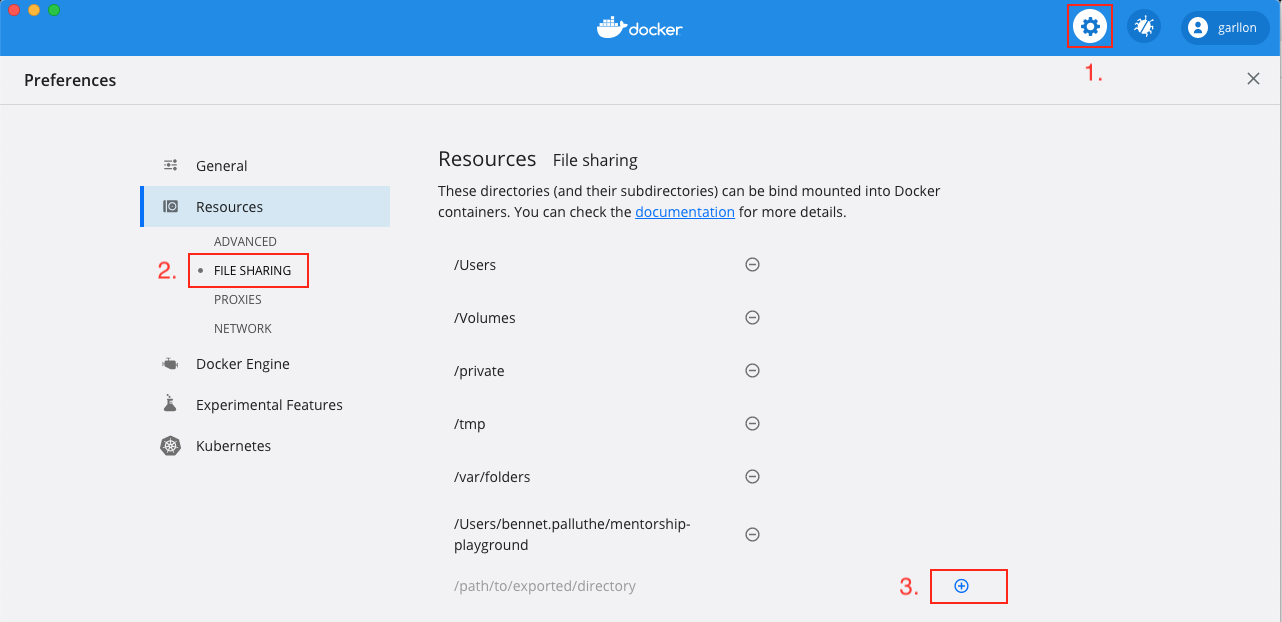 docker
garllon
1.
Preferences
General
Resources
ADVANCED
2.
FILE SHARING
PROXIES
NETWORK
Docker Engine
Experimental Features
Kubernetes
Resources File sharing
These directories (and their subdirectories) can be bind mounted into Docker
containers. You can check the documentation for more details.
/Users
/Volumes
/private
/tmp
/var/folders
/Users/bennet.palluthe/mentorship-
playground
/path/to/exported/directory
3.